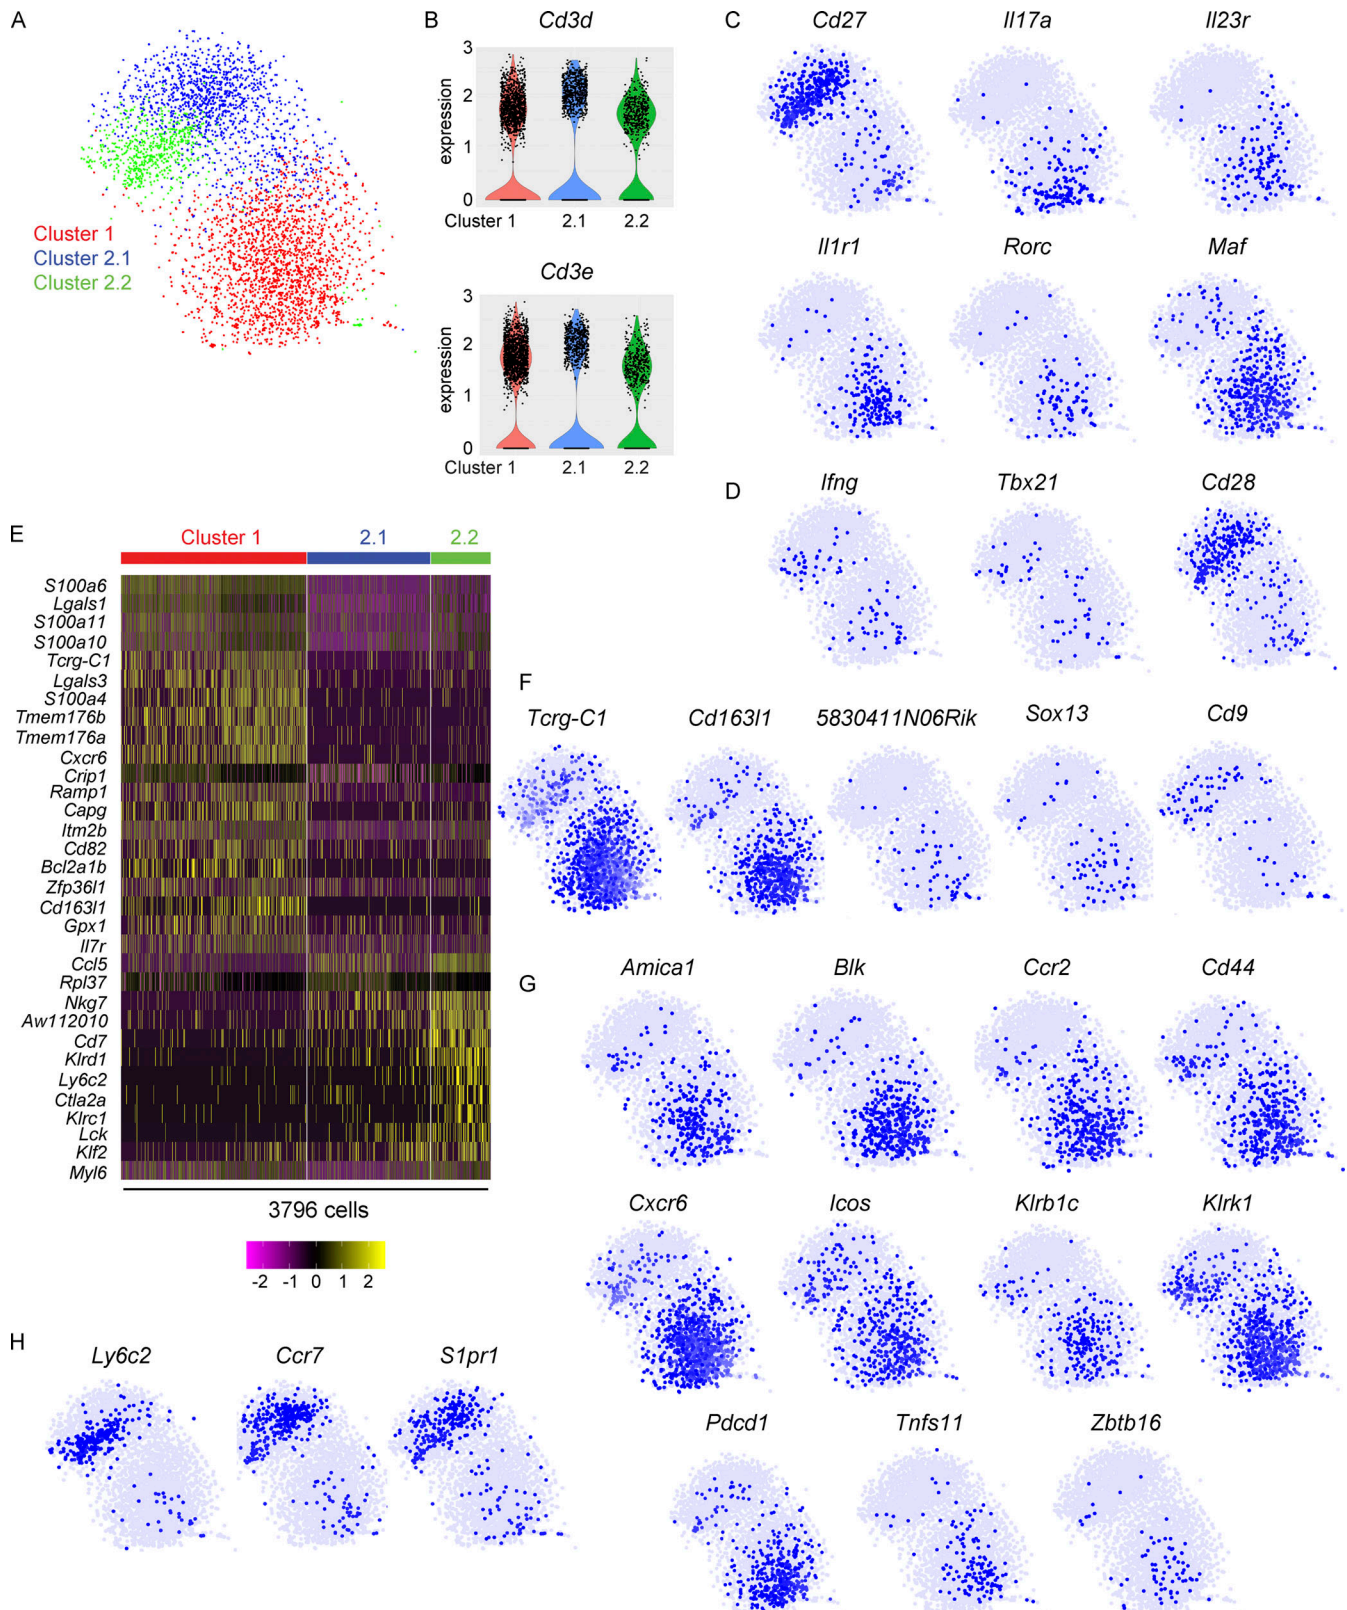 A
Cluster 1
Cluster 2.1
Cluster 2.2
B
Cd3d
3
2
1
0
expression
Cluster 1 2.1 2.2
Cd3e
3
2
1
0
expression
Cluster 1 2.1 2.2
C
Cd27 Il17a Il23r
Il1r1 Rorc Maf
D
Ifng Tbx21 Cd28
E
Cluster 1 2.1 2.2
S100a6
Lgals1
S100a11
S100a10
Tcrg-C1
Lgals3
S100a4
Tmem176b
Tmem176a
Cxcr6
Crip1
Ramp1
Capg
Itm2b
Cd82
Bcl2a1b
Zfp36l1
Cd163l1
Gpx1
Il7r
Ccl5
Rpl37
Nkg7
Aw112010
Cd7
Klrd1
Ly6c2
Ctla2a
Klrc1
Lck
Klf2
Myl6
3796 cells
-2 -1 0 1 2
F
Tcrg-C1 Cd163l1 5830411N06Rik Sox13 Cd9
G
Amica1 Blk Ccr2 Cd44
Cxcr6 Icos Klrb1c Klrk1
Pdcd1 Tnfs11 Zbtb16
H
Ly6c2 Ccr7 S1pr1